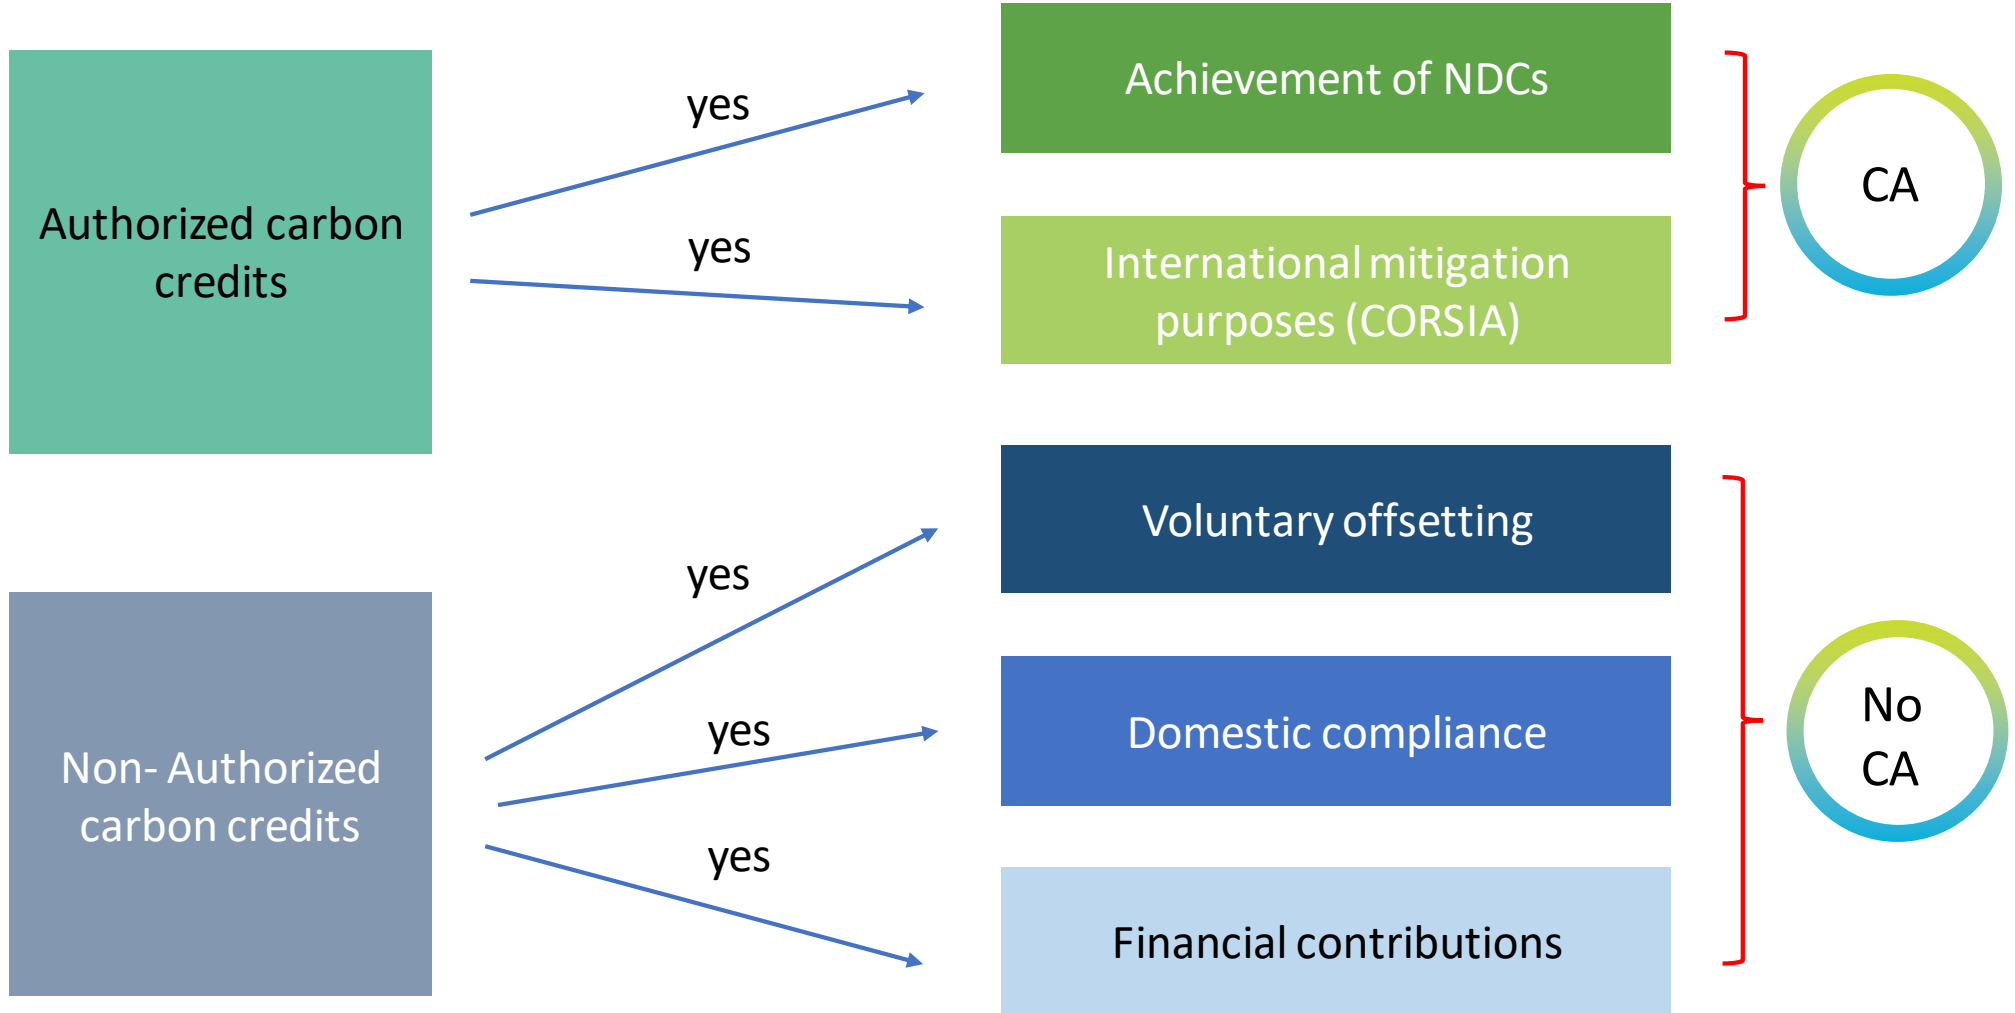 Authorized carbon
credits
yes
yes
Achievement of NDCs
International mitigation
purposes (CORSIA)
CA
Non- Authorized
carbon credits
yes
yes
yes
Voluntary offsetting
Domestic compliance
Financial contributions
No
CA